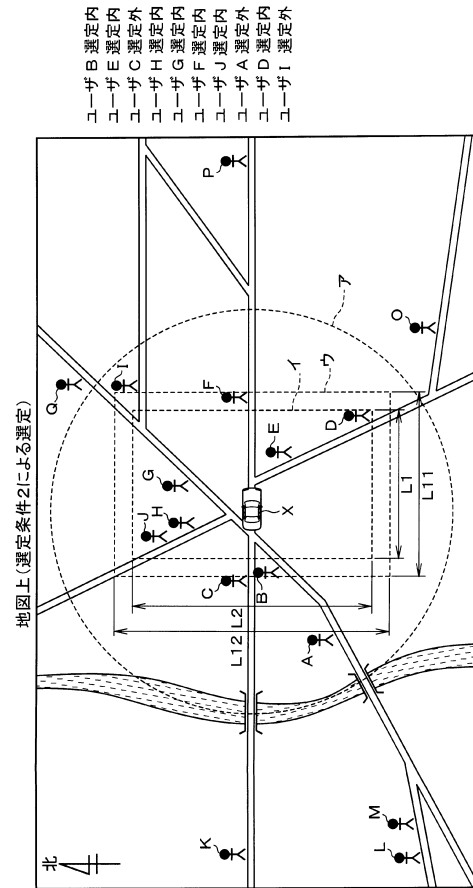 地図上(選定条件2による選定)
北
K
L
M
A
B
C
J
H
G
I
Q
E
F
D
O
P
X
ア
イ
ウ
L1
L11
L2
L12
ユーザB 選定内
ユーザE 選定内
ユーザC 選定外
ユーザH 選定内
ユーザG 選定内
ユーザF 選定内
ユーザJ 選定内
ユーザA 選定外
ユーザD 選定内
ユーザI 選定外